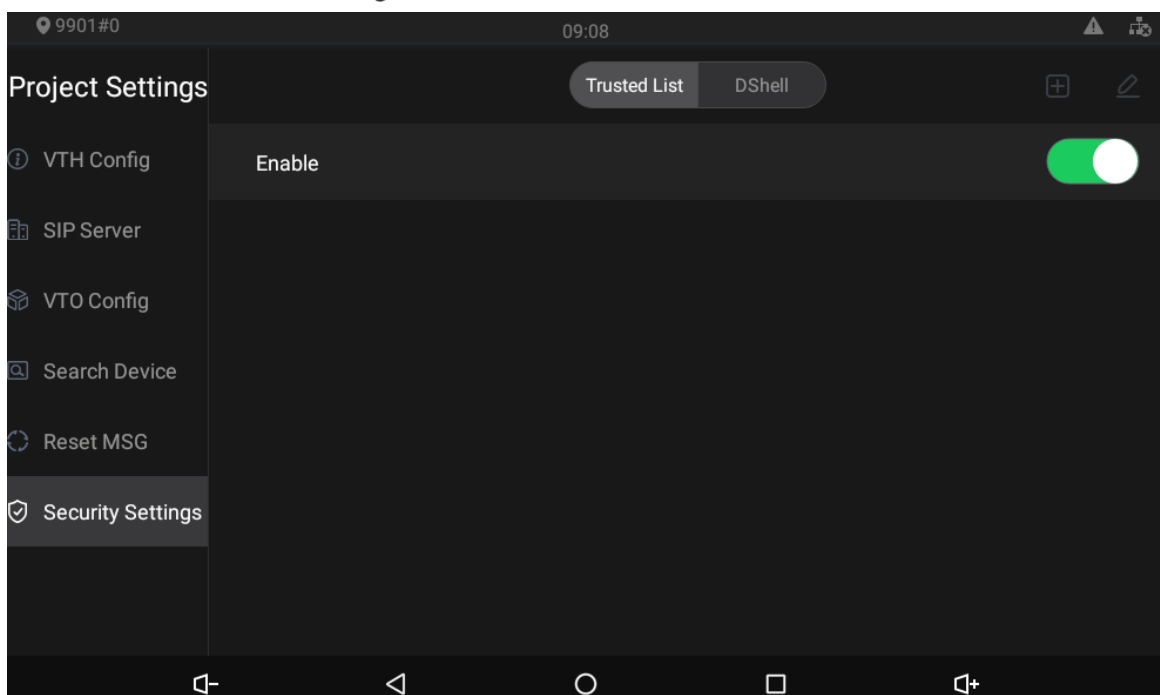 9901#0
09:08
Project Settings
Trusted List
DShell
VTH Config
Enable
SIP Server
VTO Config
Search Device
Reset MSG
Security Settings